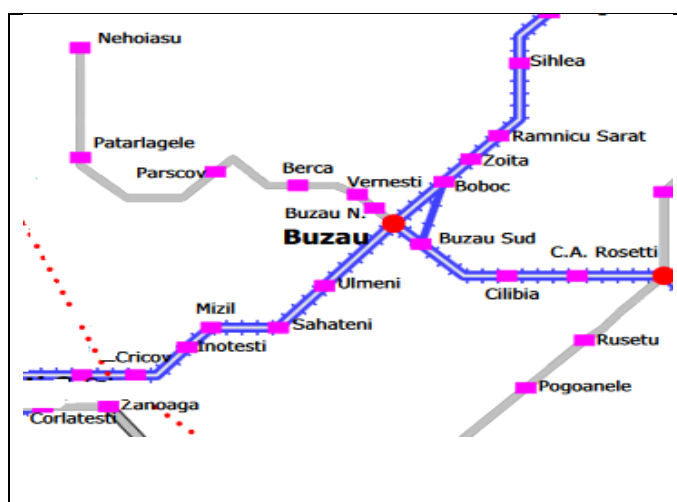 Nehoiasu
Sihlea
Patarlagele
Ramnicu Sarat
Parscov
Berca
Zoita
Vernesti
Boboc
Buzau N.
Buzau
Buzau Sud
C.A. Rosetti
Ulmeni
Cilibia
Mizil
Sahateni
Inotesti
Rusetu
Cricov
Pogoanele
Zanoaga
Corlatesti